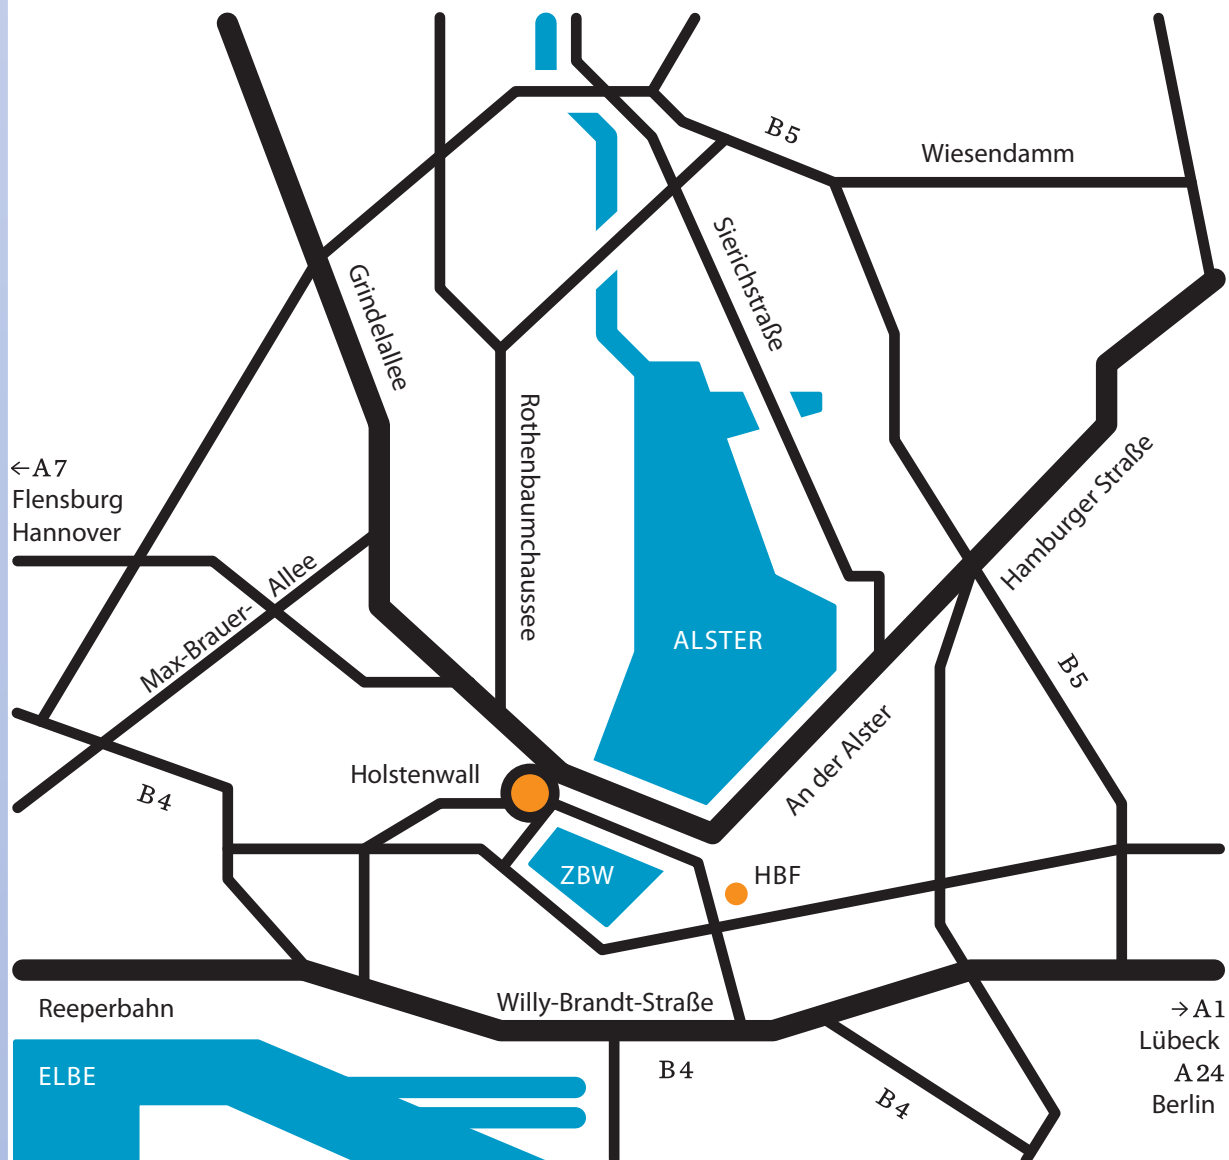 B5
Wiesendamm
Sierichstraße
Grindelallee
Rothenbaumchaussee
←A7
Flensburg
Hannover
Hamburger Straße
Max-Brauer- Allee
ALSTER
B5
An der Alster
Holstenwall
B4
ZBW
HBF
Reeperbahn
Willy-Brandt-Straße
→A1
Lübeck
A24
Berlin
ELBE
B4
B4